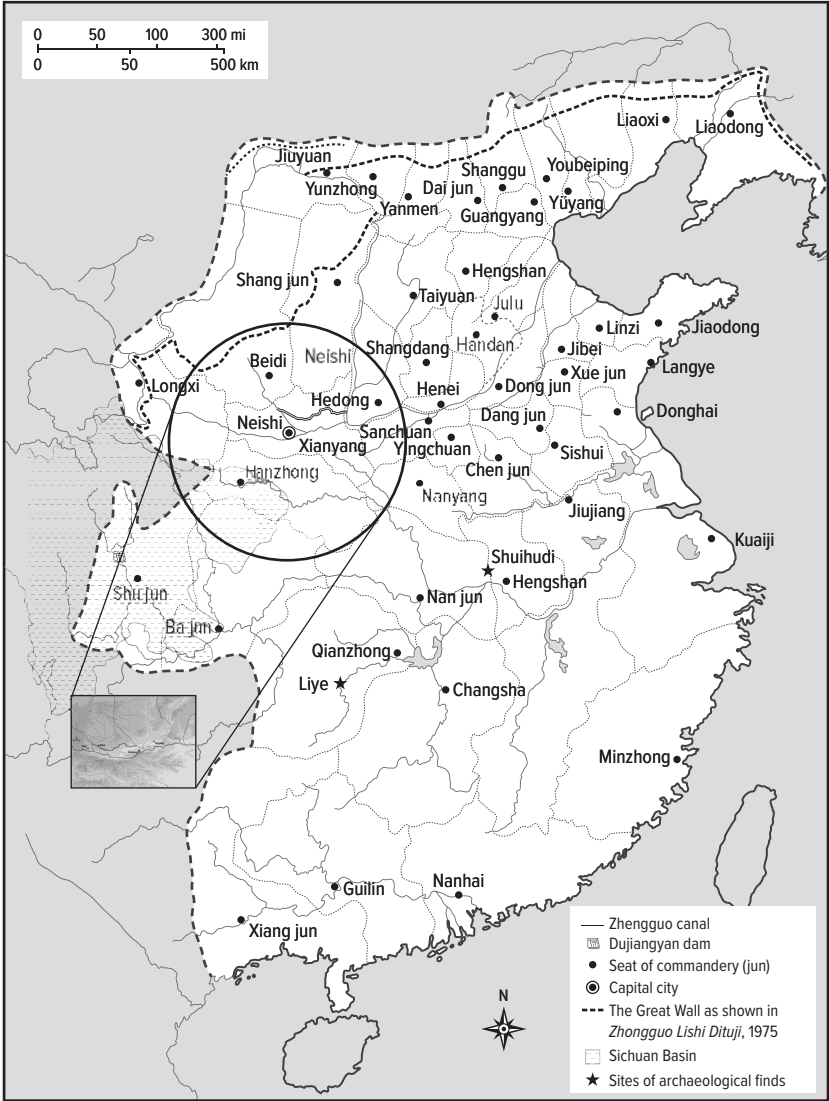 0 50 100 300 mi
0 50 500 km
Liaoxi
Liaodong
Jiuyuan
Yunzhong
Yanmen
Dai jun
Shanggu
Guangyang
Youbeiping
Yüyang
Shang jun
Hengshan
Taiyuan
Julu
Handan
Linzi
Jiaodong
Beidi
Neishi
Shangdang
Jibei
Xue jun
Langye
Longxi
Hedong
Henei
Dong jun
Donghai
Neishi
Xianyang
Sanchuan
Yingchuan
Dang jun
Sishui
Chen jun
Hanzhong
Nanyang
Jiujiang
Kuaiji
Shuihudi
Hengshan
Shu jun
Nan jun
Ba jun
Qianzhong
Liye
Changsha
Minzhong
Guilin
Nanhai
Xiang jun
N
Zhengguo canal
Dujiangyan dam
Seat of commandery (jun)
Capital city
The Great Wall as shown in
Zhongguo Lishi Dituji, 1975
Sichuan Basin
Sites of archaeological finds